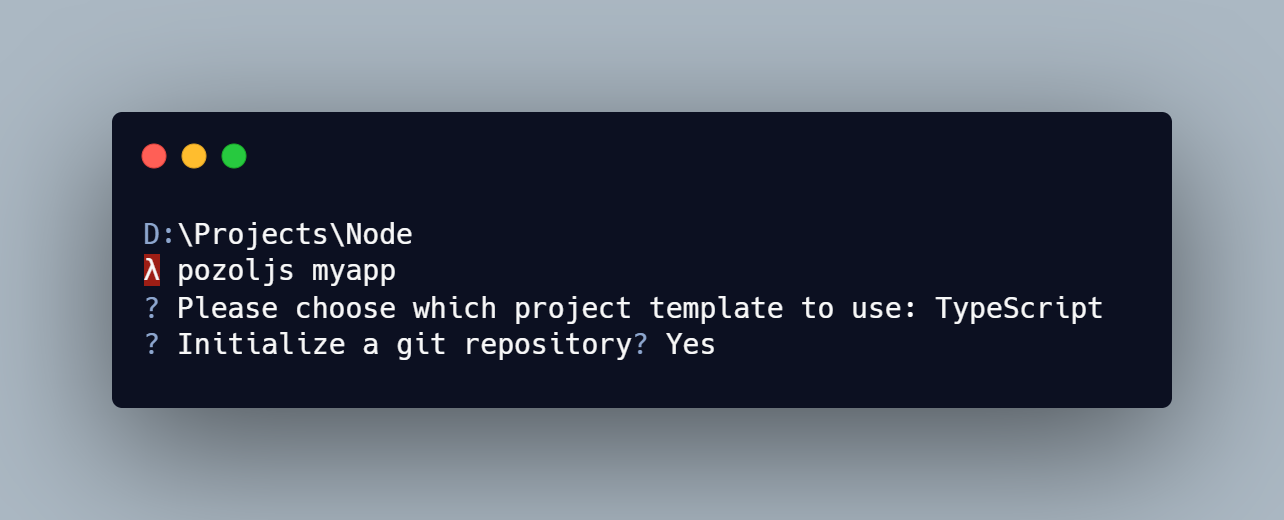 D:\Projects\Node
λ pozoljs myapp
? Please choose which project template to use: TypeScript
? Initialize a git repository? Yes